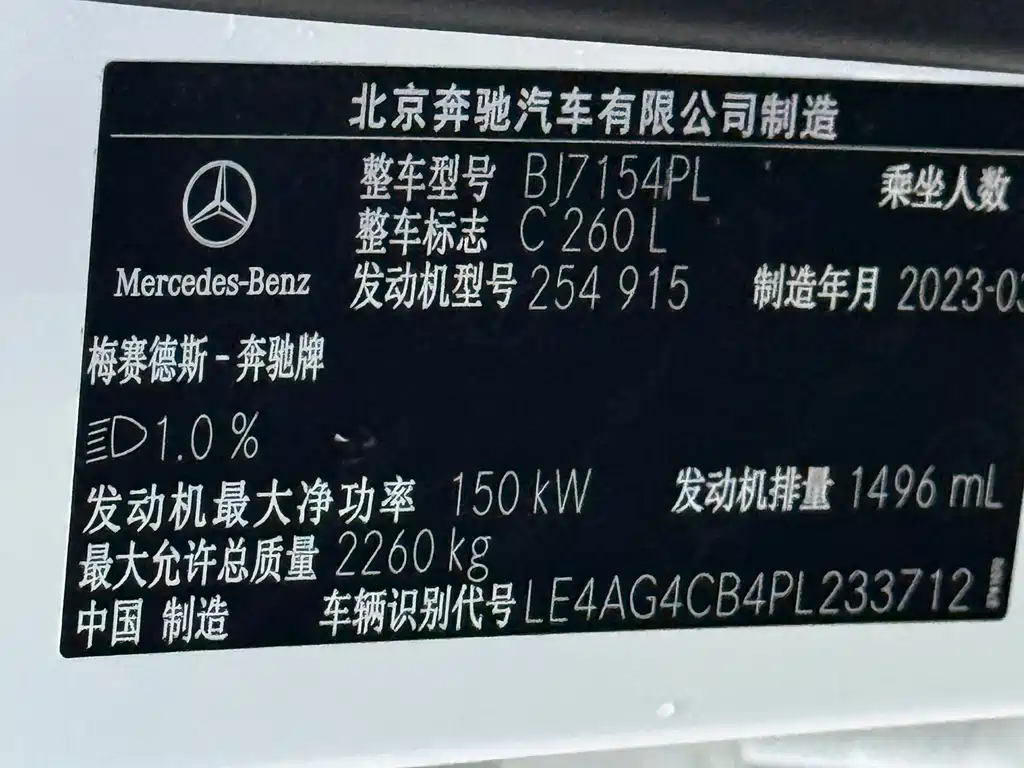 北京奔驰汽车有限公司制造
整车型号 BJ7154PL 乘坐人数
整车标志 C 260 L
Mercedes-Benz 发动机型号 254 915 制造年月 2023-03
梅赛德斯-奔驰牌
1.0 %
发动机最大净功率 150 kW 发动机排量 1496 mL
最大允许总质量 2260 kg
中国 制造 车辆识别代号 LE4AG4CB4PL233712